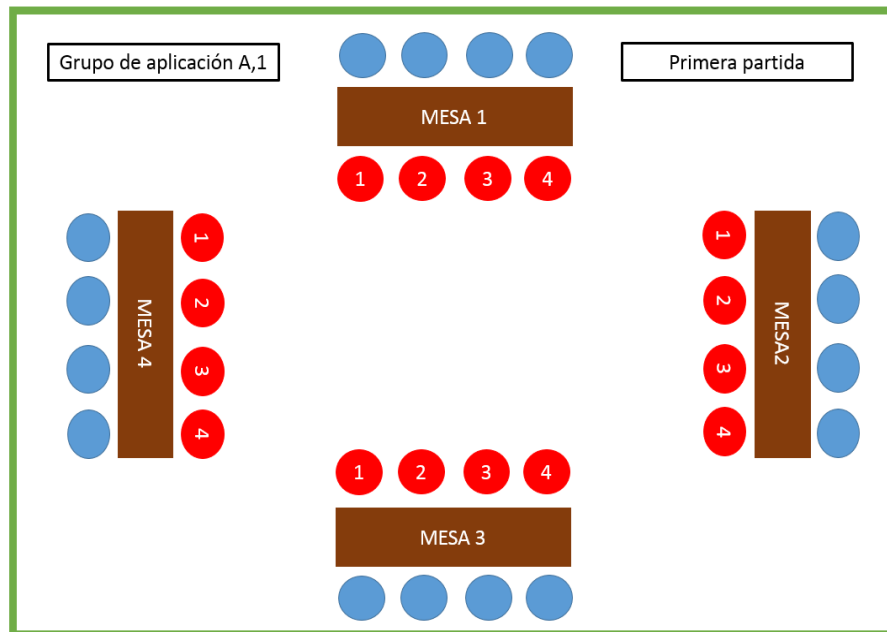 Grupo de aplicación A,1
Primera partida
MESA 1
1 2 3 4
MESA 4
1
2
3
4
1
2
3
4
MESA2
1 2 3 4
MESA 3